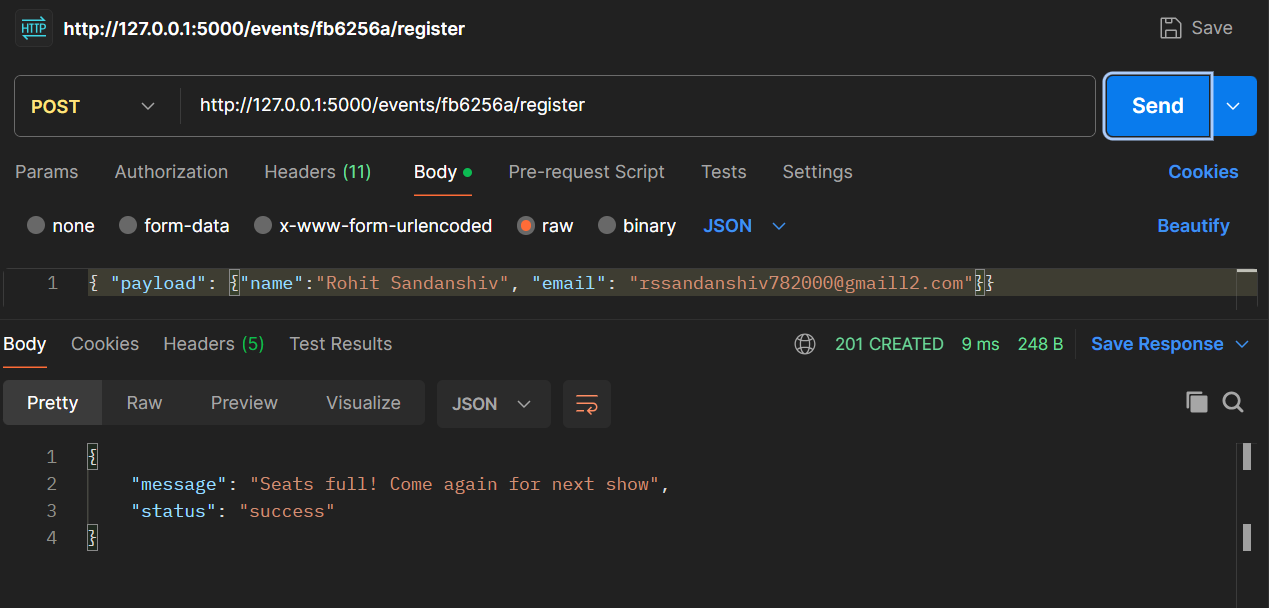 HTTP http://127.0.0.1:5000/events/fb6256a/register Save
POST http://127.0.0.1:5000/events/fb6256a/register Send
Params Authorization Headers (11) Body Pre-request Script Tests Settings Cookies
none form-data x-www-form-urlencoded raw binary JSON Beautify
1 { "payload": {"name":"Rohit Sandanshiv", "email": "rssandanshiv782000@gmaill2.com"}}
Body Cookies Headers (5) Test Results 201 CREATED 9 ms 248 B Save Response
Pretty Raw Preview Visualize JSON
1 {
2 "message": "Seats full! Come again for next show",
3 "status": "success"
4 }